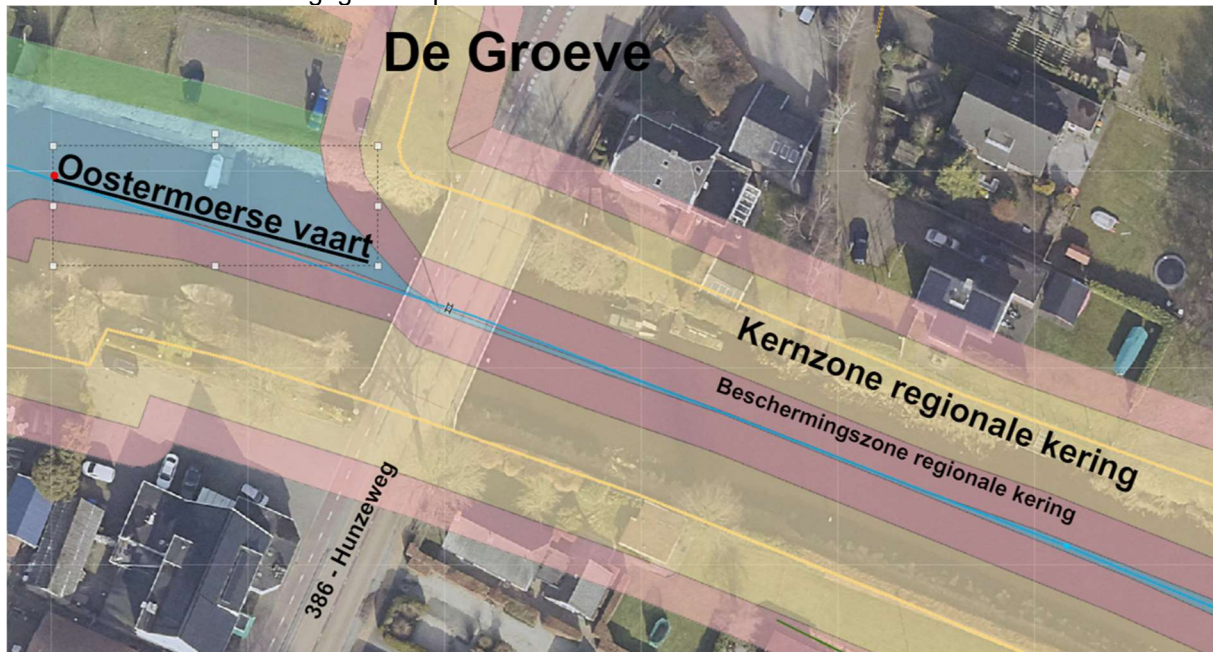 De Groeve
Oostermoerse vaart
Kernzone regionale kering
Beschermingszone regionale kering
386 - Hunzeweg